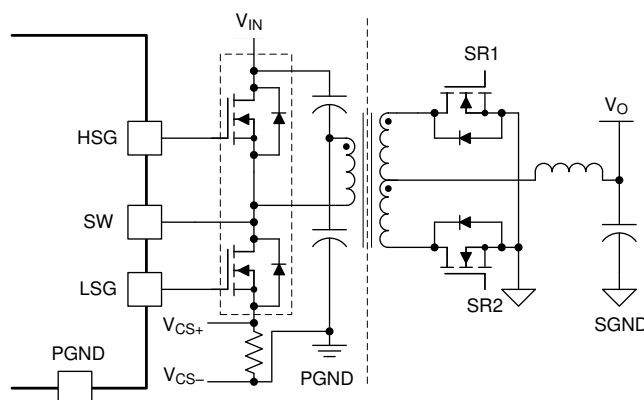 V_IN
SR1
HSG
V_O
SW
LSG
SR2
SGND
V_CS+
PGND
V_CS–
PGND